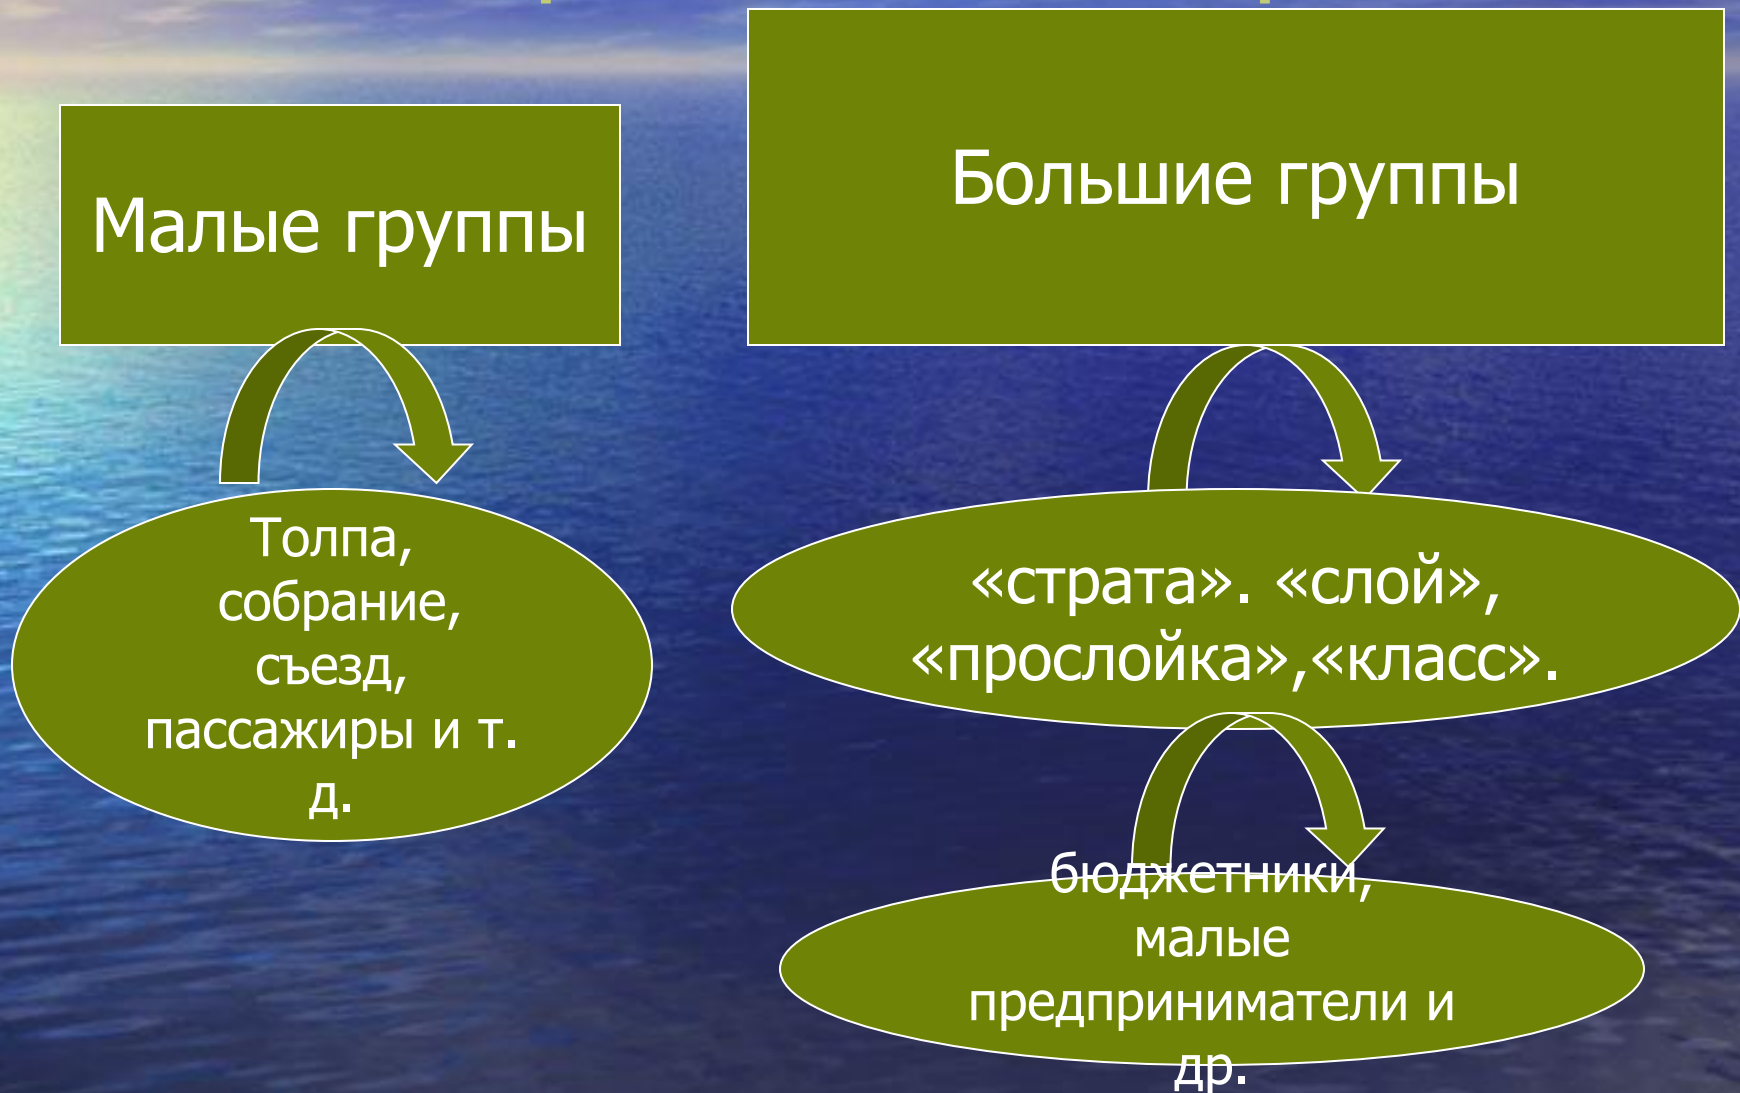 Малые группы
Большие группы
Толпа,
собрание,
съезд,
пассажиры и т.
д.
«страта». «слой»,
«прослойка»,«класс».
бюджетники,
малые
предприниматели и
др.